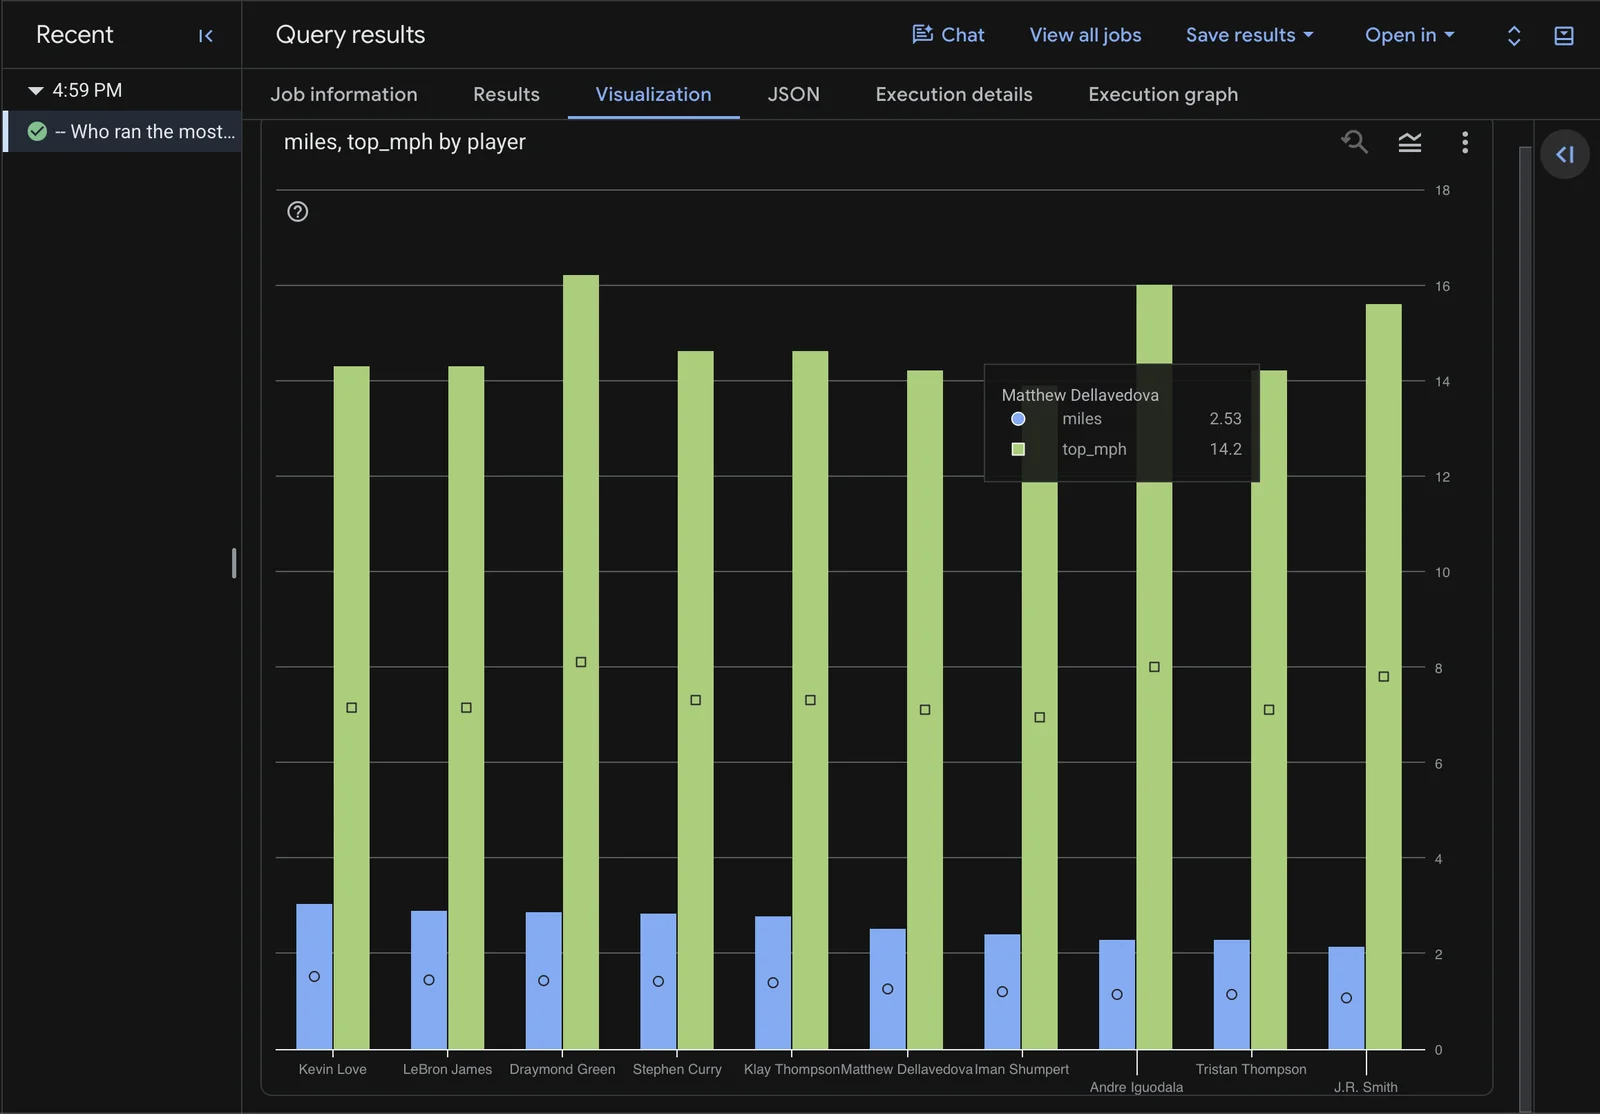 Recent
Query results
Chat
View all jobs
Save results
Open in
4:59 PM
-- Who ran the most...
Job information
Results
Visualization
JSON
Execution details
Execution graph
miles, top_mph by player
18
16
14
12
10
8
6
4
2
0
Matthew Dellavedova
miles 2.53
top_mph 14.2
Kevin Love
LeBron James
Draymond Green
Stephen Curry
Klay Thompson
Matthew Dellavedova
Iman Shumpert
Andre Iguodala
Tristan Thompson
J.R. Smith